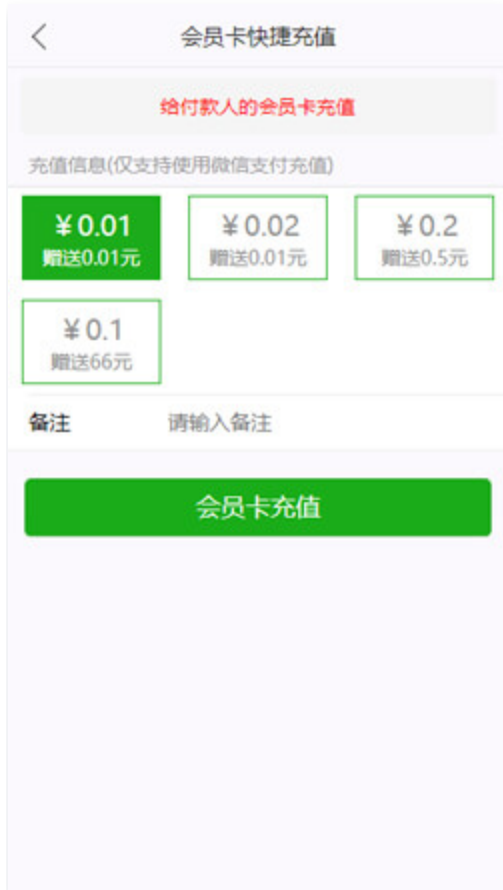 会员卡快捷充值
给付款人的会员卡充值
充值信息(仅支持使用微信支付充值)
￥0.01
赠送0.01元
￥0.02
赠送0.01元
￥0.2
赠送0.5元
￥0.1
赠送66元
备注 请输入备注
会员卡充值